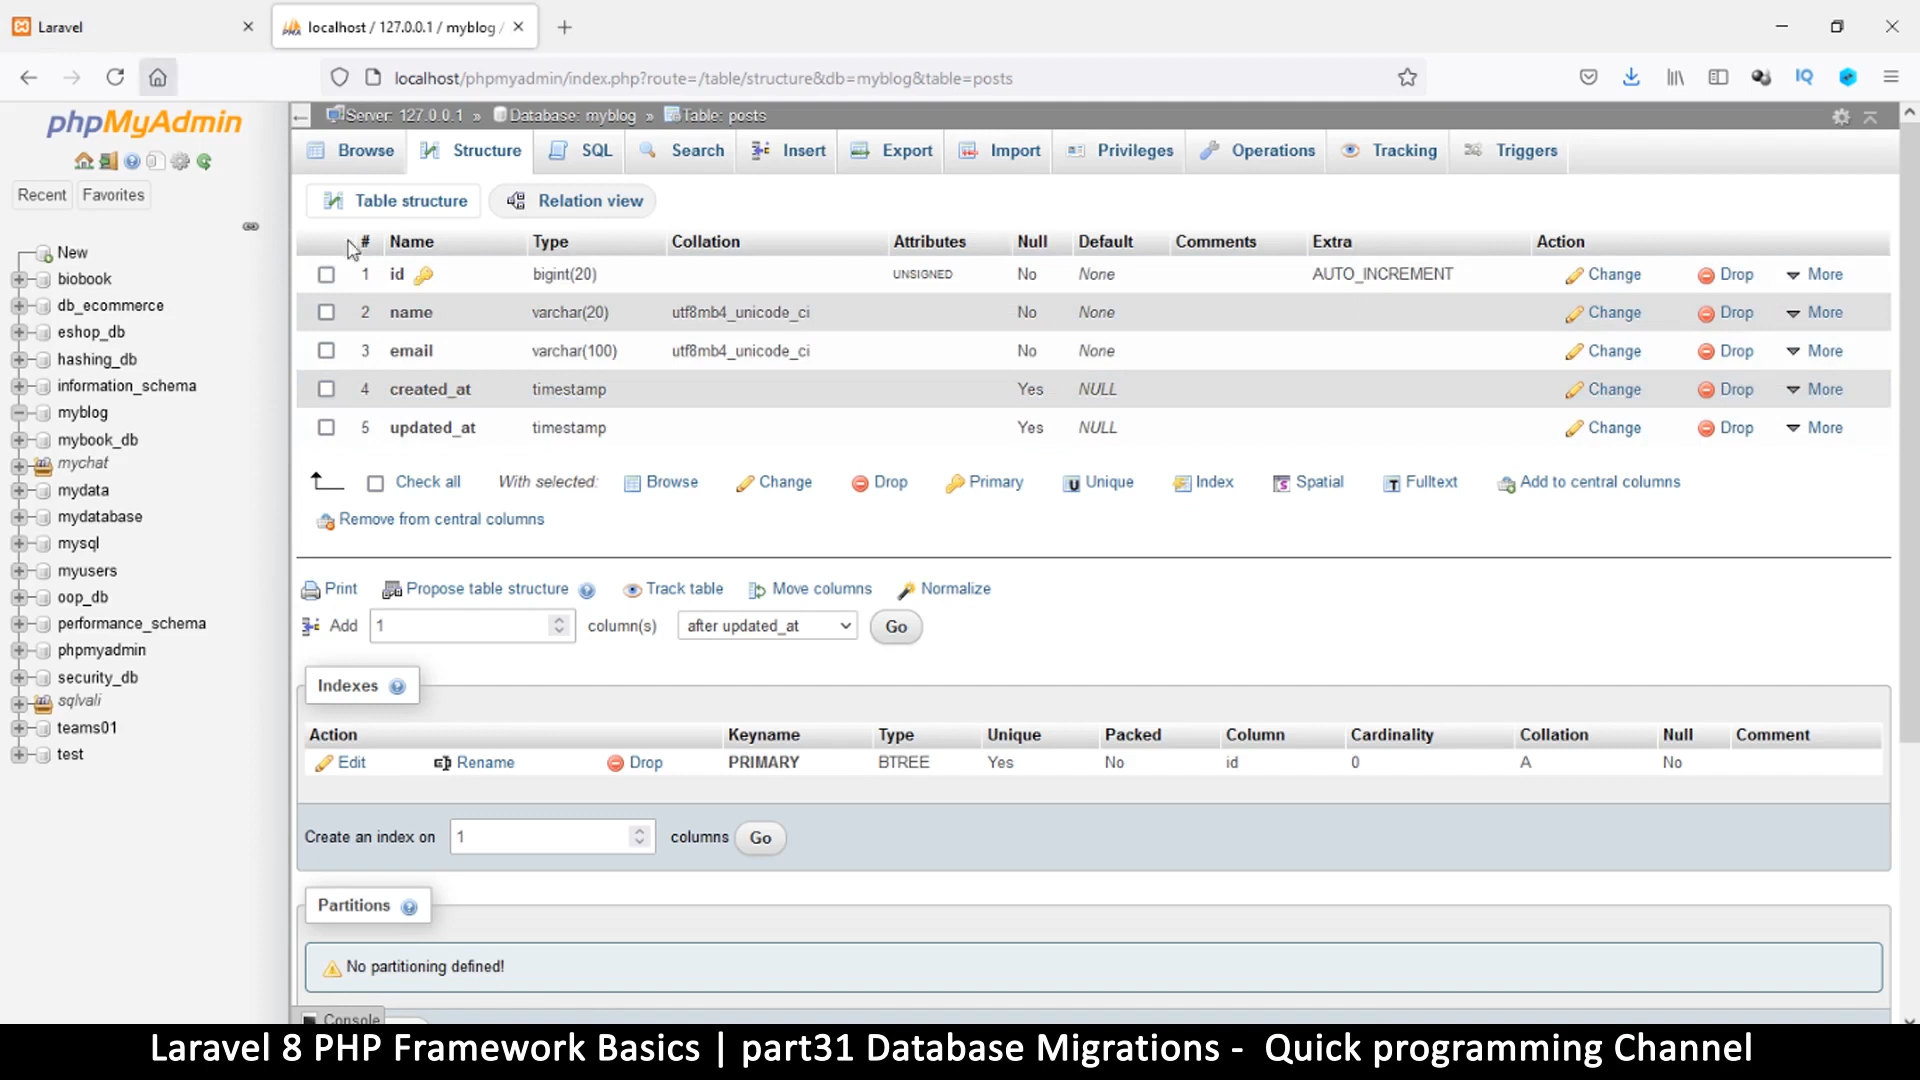 Laravel
localhost / 127.0.0.1 / myblog /
localhost/phpmyadmin/index.php?route=/table/structure&db=myblog&table=posts
IQ
phpMyAdmin
Recent
Favorites
New
biobook
db_ecommerce
eshop_db
hashing_db
information_schema
myblog
mybook_db
mychat
mydata
mydatabase
mysql
myusers
oop_db
performance_schema
phpmyadmin
security_db
sqlvali
teams01
test
Server: 127.0.0.1 » Database: myblog » Table: posts
Browse Structure SQL Search Insert Export Import Privileges Operations Tracking Triggers
Table structure Relation view
# Name Type Collation Attributes Null Default Comments Extra Action
1 id bigint(20) UNSIGNED No None AUTO_INCREMENT Change Drop More
2 name varchar(20) utf8mb4_unicode_ci No None Change Drop More
3 email varchar(100) utf8mb4_unicode_ci No None Change Drop More
4 created_at timestamp Yes NULL Change Drop More
5 updated_at timestamp Yes NULL Change Drop More
Check all With selected: Browse Change Drop Primary Unique Index Spatial Fulltext Add to central columns
Remove from central columns
Print Propose table structure Track table Move columns Normalize
Add 1 column(s) after updated_at Go
Indexes
Action Keyname Type Unique Packed Column Cardinality Collation Null Comment
Edit Rename Drop PRIMARY BTREE Yes No id 0 A No
Create an index on 1 columns Go
Partitions
No partitioning defined!
Console
Laravel 8 PHP Framework Basics | part31 Database Migrations - Quick programming Channel